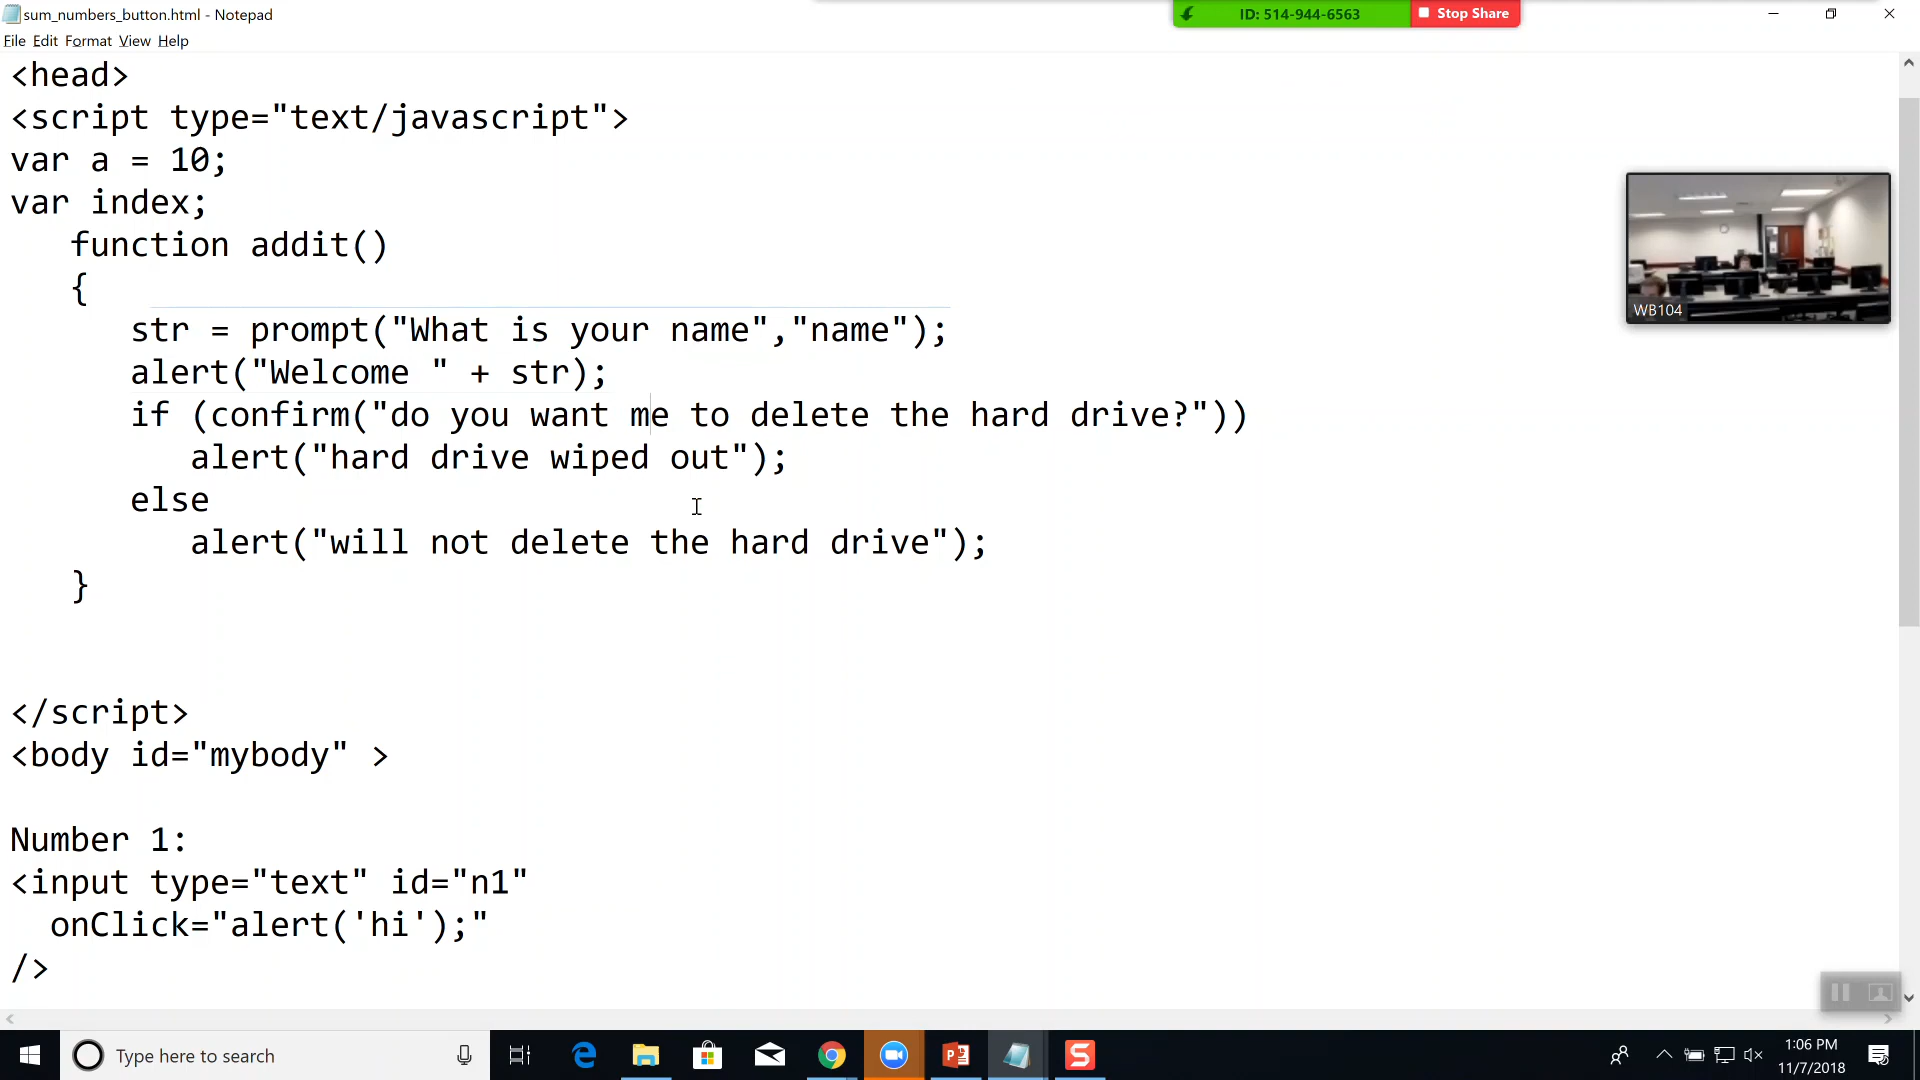 sum_numbers_button.html - Notepad
ID: 514-944-6563
Stop Share
File Edit Format View Help
<head>
<script type="text/javascript">
var a = 10;
var index;
function addit()
{
str = prompt("What is your name","name");
alert("Welcome " + str);
if (confirm("do you want me to delete the hard drive?"))
alert("hard drive wiped out");
else
alert("will not delete the hard drive");
}
</script>
<body id="mybody" >
Number 1:
<input type="text" id="n1"
onClick="alert('hi');"
/>
WB104
Type here to search
1:06 PM
11/7/2018